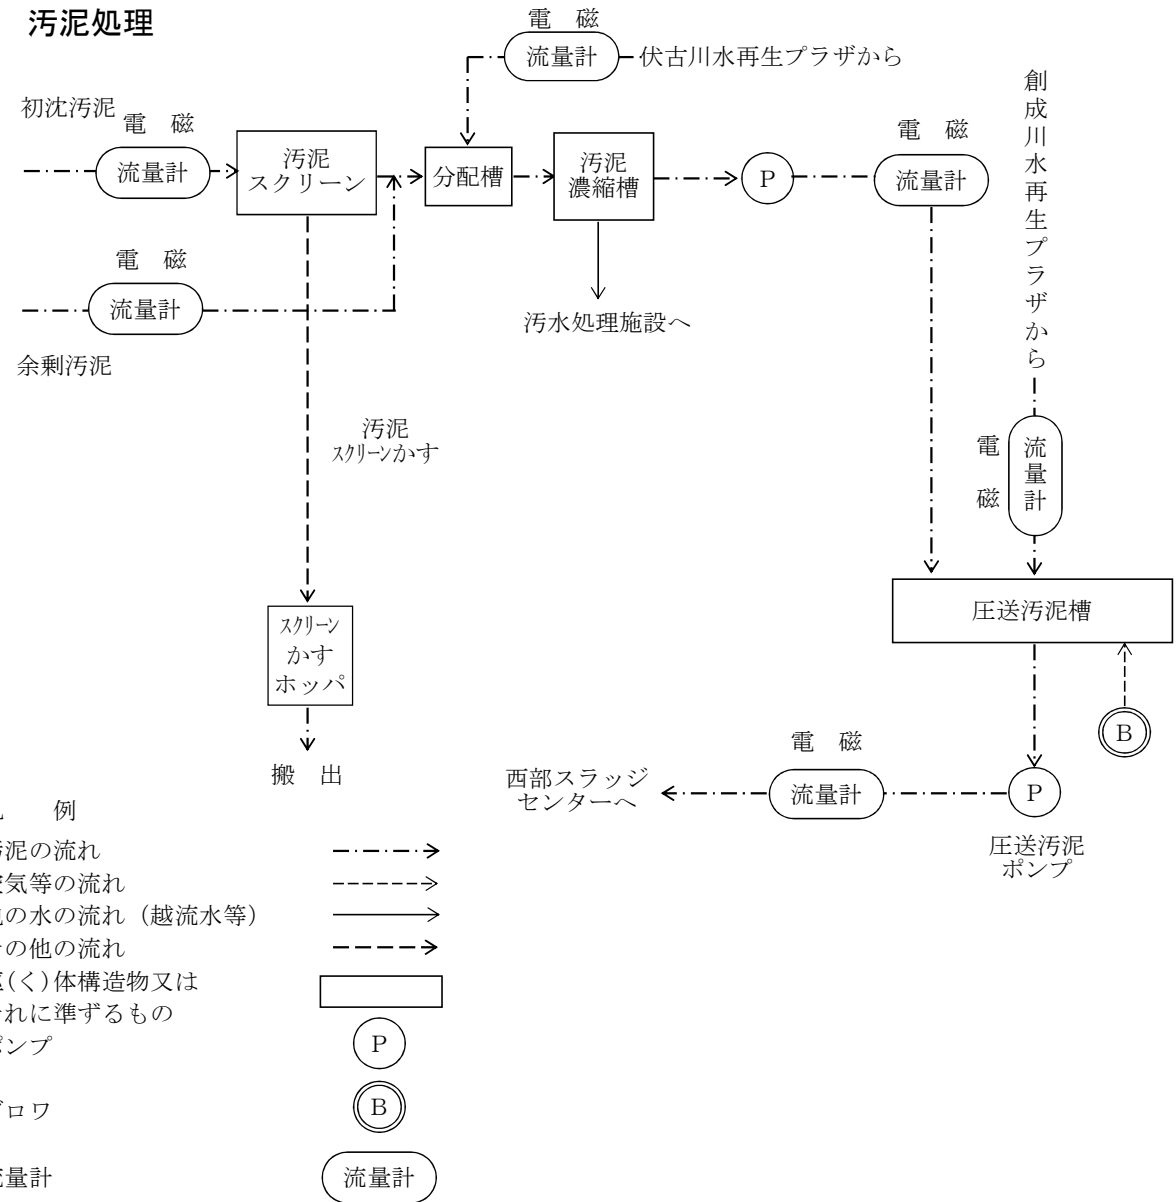 汚泥処理
電　磁
流量計
伏古川水再生プラザから
初沈汚泥
電　磁
流量計
汚泥
スクリーン
分配槽
汚泥
濃縮槽
P
電　磁
流量計
創成川水再生プラザから
電　磁
流量計
余剰汚泥
汚水処理施設へ
汚泥
スクリーンかす
電　磁
流量計
圧送汚泥槽
スクリーン
かす
ホッパ
搬　出
B
電　磁
流量計
西部スラッジ
センターへ
P
圧送汚泥
ポンプ
例
泥の流れ
気等の流れ
の水の流れ（越流水等）
の他の流れ
(く)体構造物又は
れに準ずるもの
ンプ
P
ロワ
B
量計
流量計